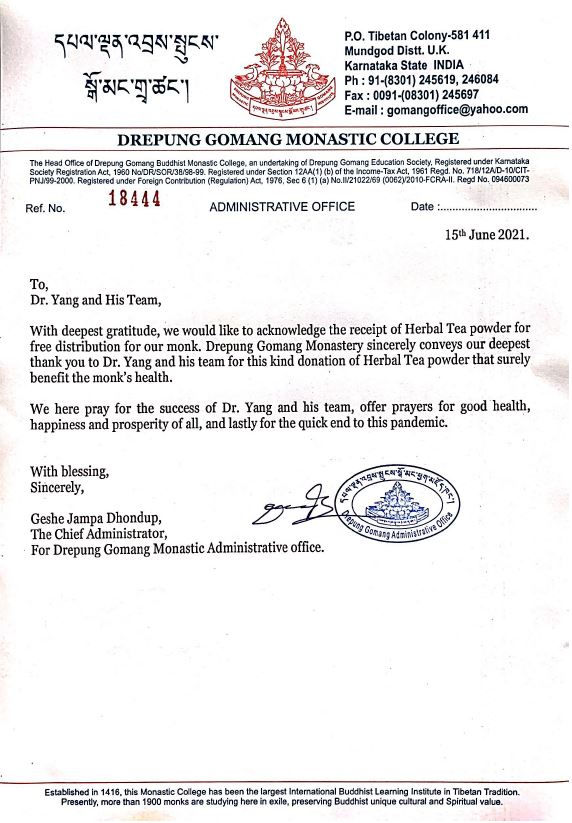 དཔལ་ལྡན་འབྲས་སྤུངས་
སྒོ་མང་གྲྭ་ཚང་།
P.O. Tibetan Colony-581 411
Mundgod Distt. U.K.
Karnataka State INDIA
Ph : 91-(8301) 245619, 246084
Fax : 0091-(08301) 245697
E-mail : gomangoffice@yahoo.com
DREPUNG GOMANG MONASTIC COLLEGE
The Head Office of Drepung Gomang Buddhist Monastic College, an undertaking of Drepung Gomang Education Society, Registered under Karnataka
Society Registration Act, 1960 No/DR/SOR/38/98-99. Registered under Section 12AA(1) (b) of the Income-Tax Act, 1961 Regd. No. 718/12A/D-10/CIT-
PNJ/99-2000. Registered under Foreign Contribution (Regulation) Act, 1976, Sec 6 (1) (a) No.II/21022/69 (0062)/2010-FCRA-II. Regd No. 094600073
Ref. No. 18444 ADMINISTRATIVE OFFICE Date :................................
15th June 2021.
To,
Dr. Yang and His Team,
With deepest gratitude, we would like to acknowledge the receipt of Herbal Tea powder for
free distribution for our monk. Drepung Gomang Monastery sincerely conveys our deepest
thank you to Dr. Yang and his team for this kind donation of Herbal Tea powder that surely
benefit the monk's health.
We here pray for the success of Dr. Yang and his team, offer prayers for good health,
happiness and prosperity of all, and lastly for the quick end to this pandemic.
With blessing,
Sincerely,
Geshe Jampa Dhondup,
The Chief Administrator,
For Drepung Gomang Monastic Administrative office.
Drepung Gomang Administrative Office
Established in 1416, this Monastic College has been the largest International Buddhist Learning Institute in Tibetan Tradition.
Presently, more than 1900 monks are studying here in exile, preserving Buddhist unique cultural and Spiritual value.